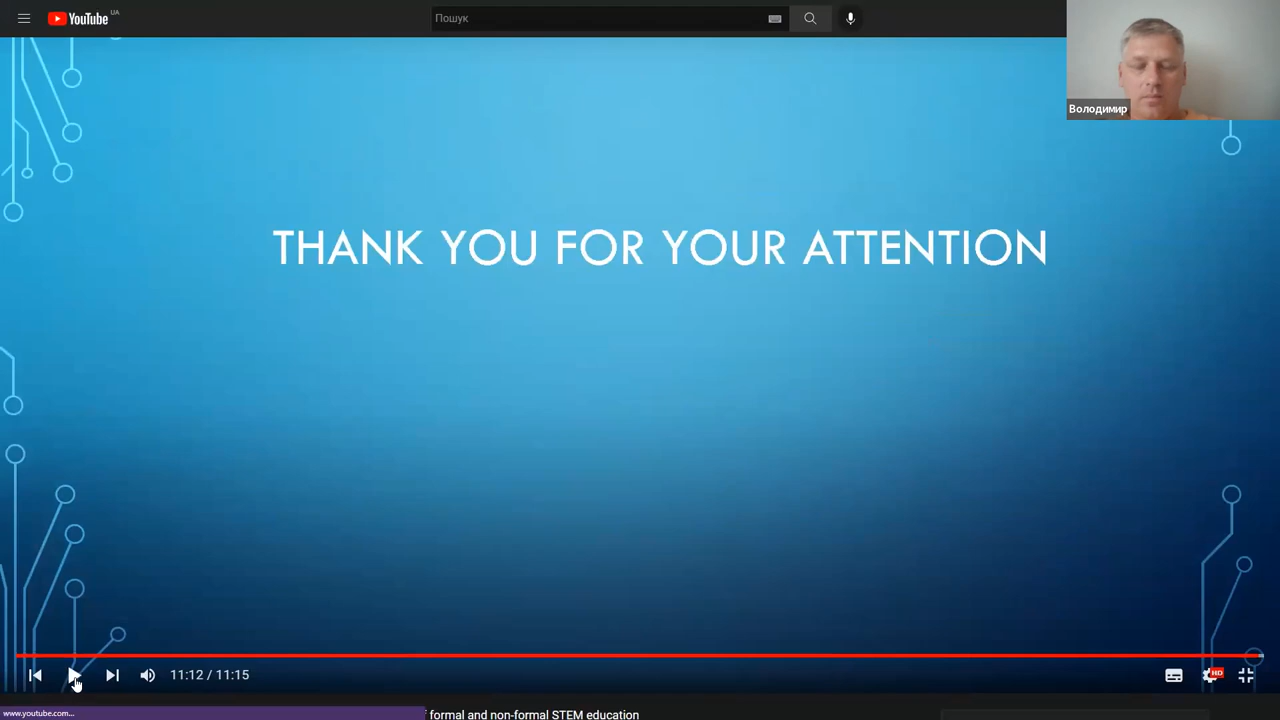 YouTube UA
Пошук
Володимир
THANK YOU FOR YOUR ATTENTION
11:12 / 11:15
HD
www.youtube.com...
formal and non-formal STEM education